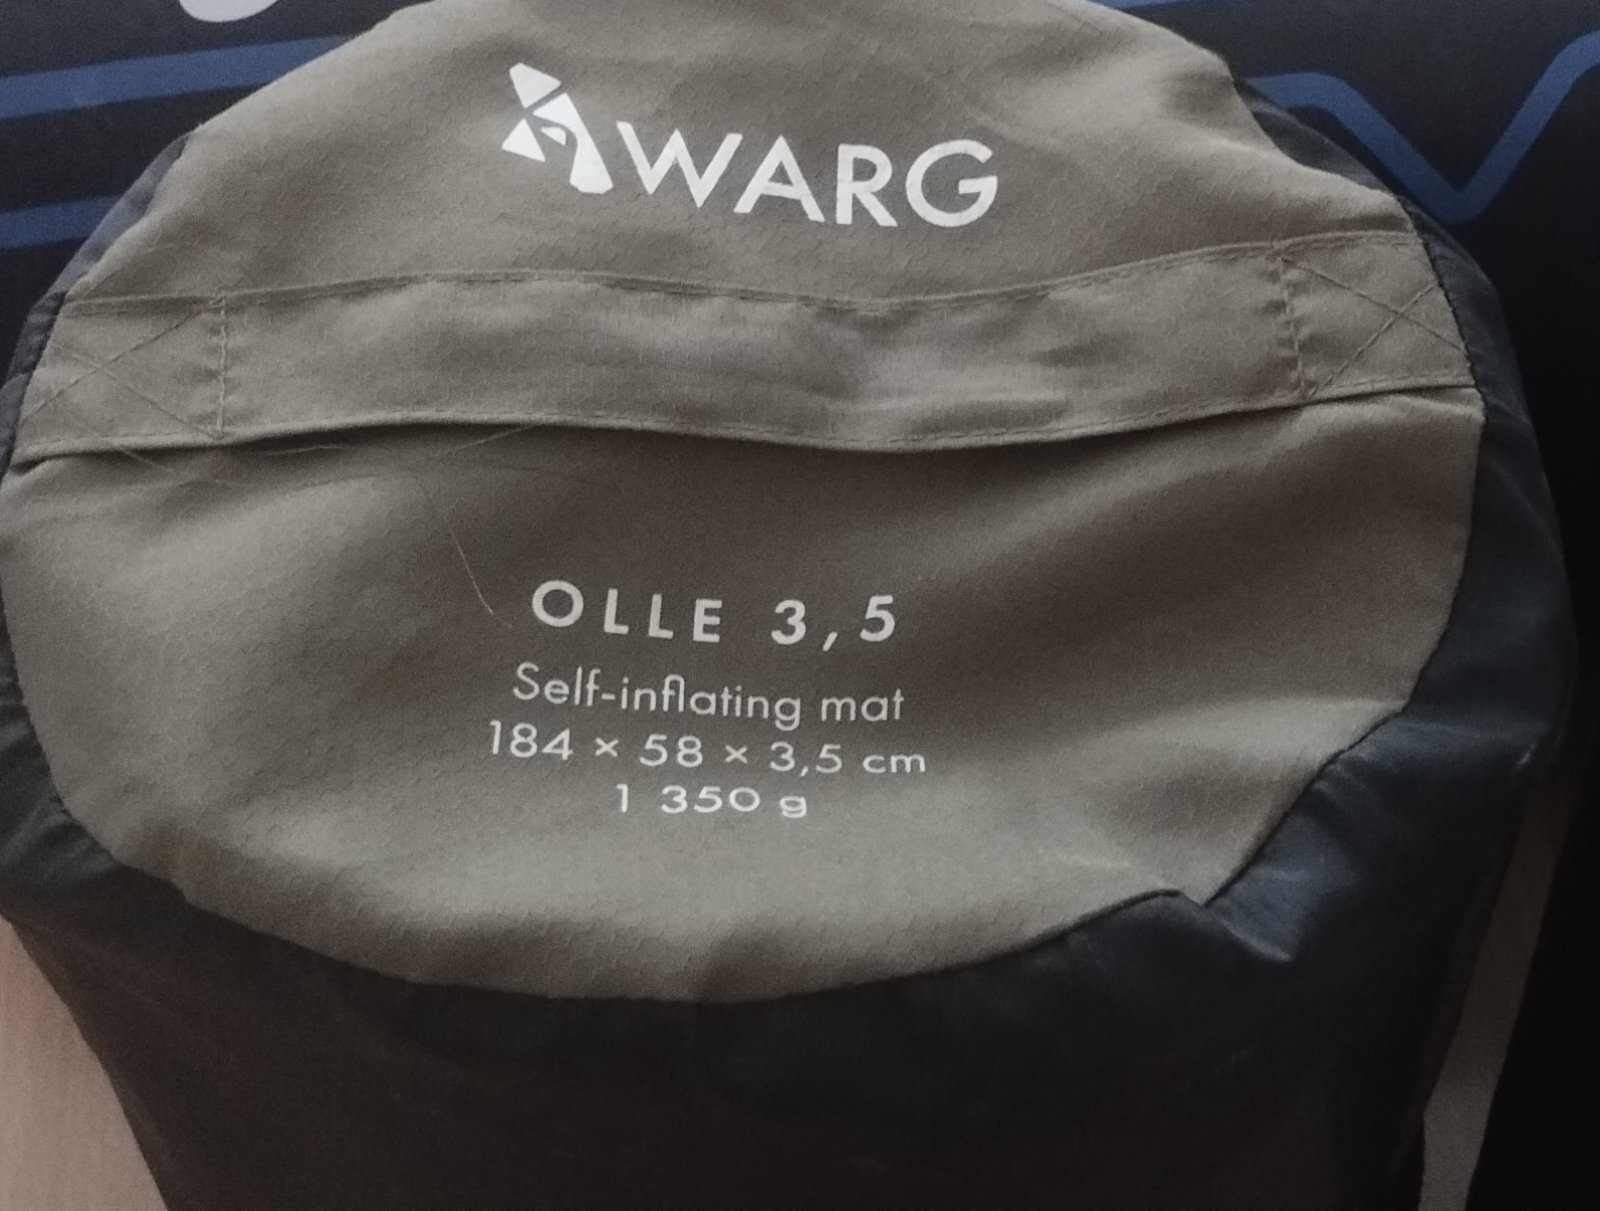 WARG
OLLE 3,5
Self-inflating mat
184 × 58 × 3,5 cm
1 350 g